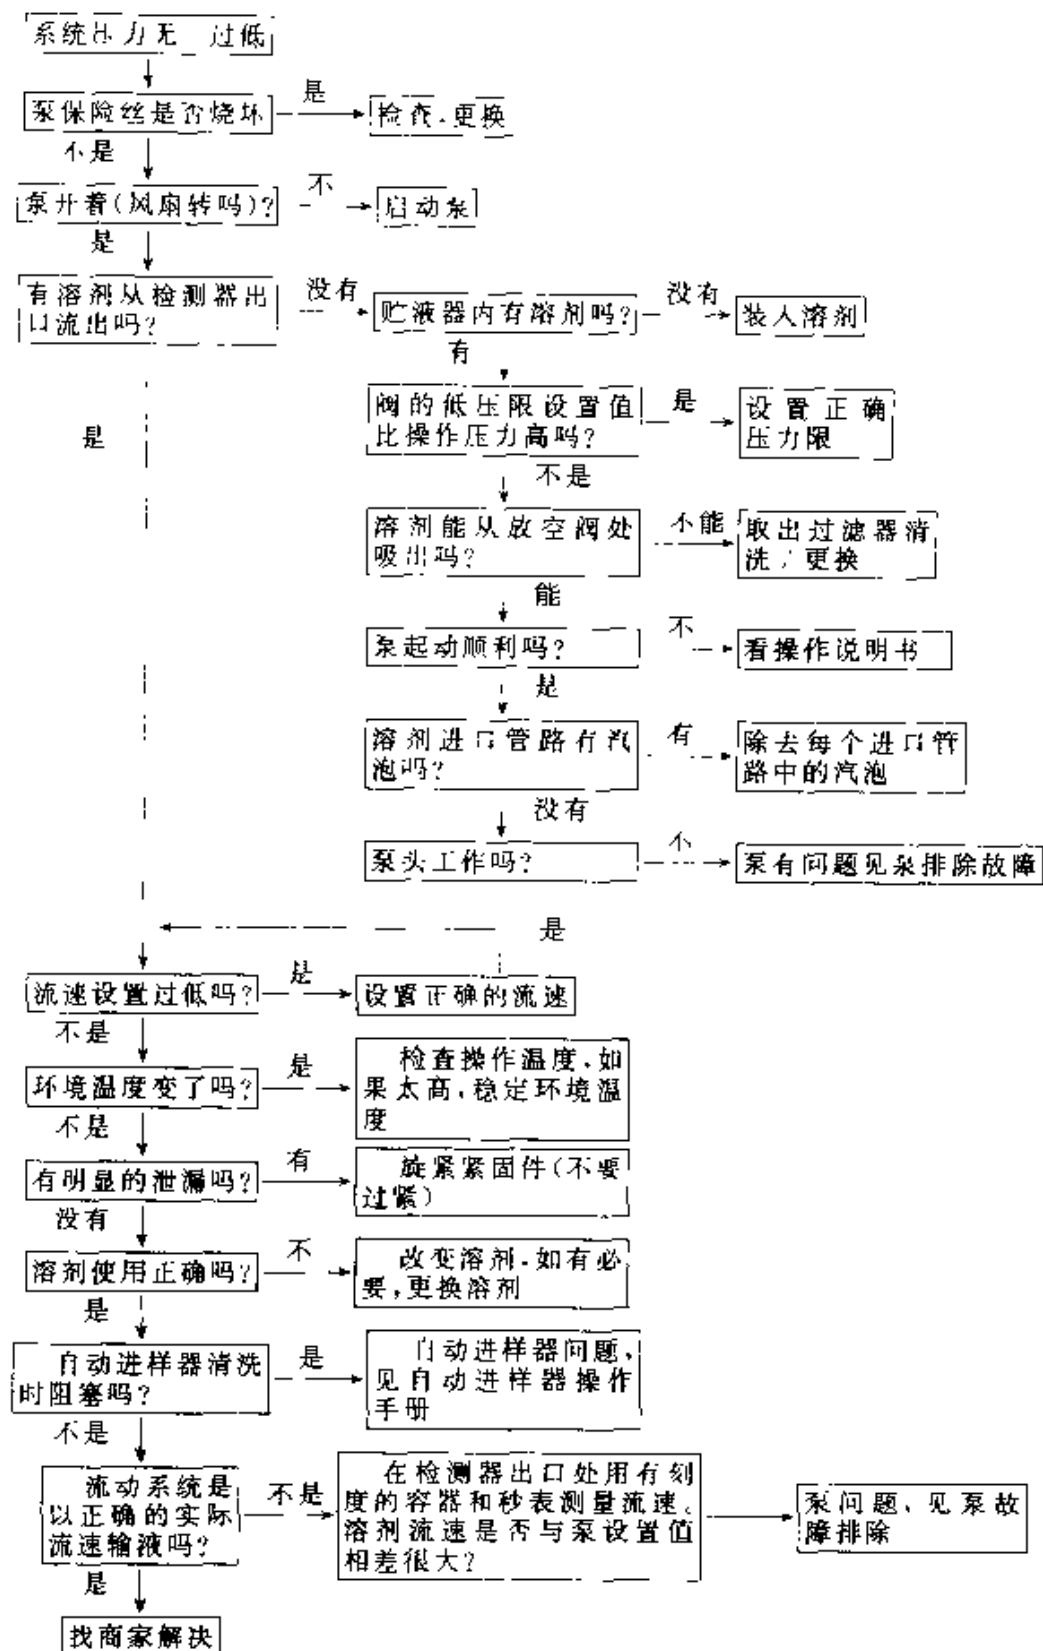 系统压力无 过低
泵保险丝是否烧坏
是
检查、更换
不是
泵开着(风扇转吗)?
不
启动泵
是
有溶剂从检测器出
口流出吗?
没有
贮液器内有溶剂吗?
没有
装人溶剂
有
是
阀的低压限设置值
比操作压力高吗?
是
设置正确
压力限
不是
溶剂能从放空阀处
吸出吗?
不能
取出过滤器清
洗/更换
能
泵起动顺利吗?
不
看操作说明书
是
溶剂进口管路有汽
泡吗?
有
除去每个进口管
路中的汽泡
没有
泵头工作吗?
不
泵有问题见泵排除故障
是
流速设置过低吗?
是
设置正确的流速
不是
环境温度变了吗?
是
检查操作温度,如
果太高,稳定环境温
度
不是
有明显的泄漏吗?
有
旋紧紧固件(不要
过紧)
没有
溶剂使用正确吗?
不
改变溶剂,如有必
要,更换溶剂
是
自动进样器清洗
时阻塞吗?
是
自动进样器问题、
见自动进样器操作
手册
不是
流动系统是
以正确的实际
流速输液吗?
不是
在检测器出口处用有刻
度的容器和秒表测量流速。
溶剂流速是否与泵设置值
相差很大?
泵问题、见泵故
障排除
是
找商家解决